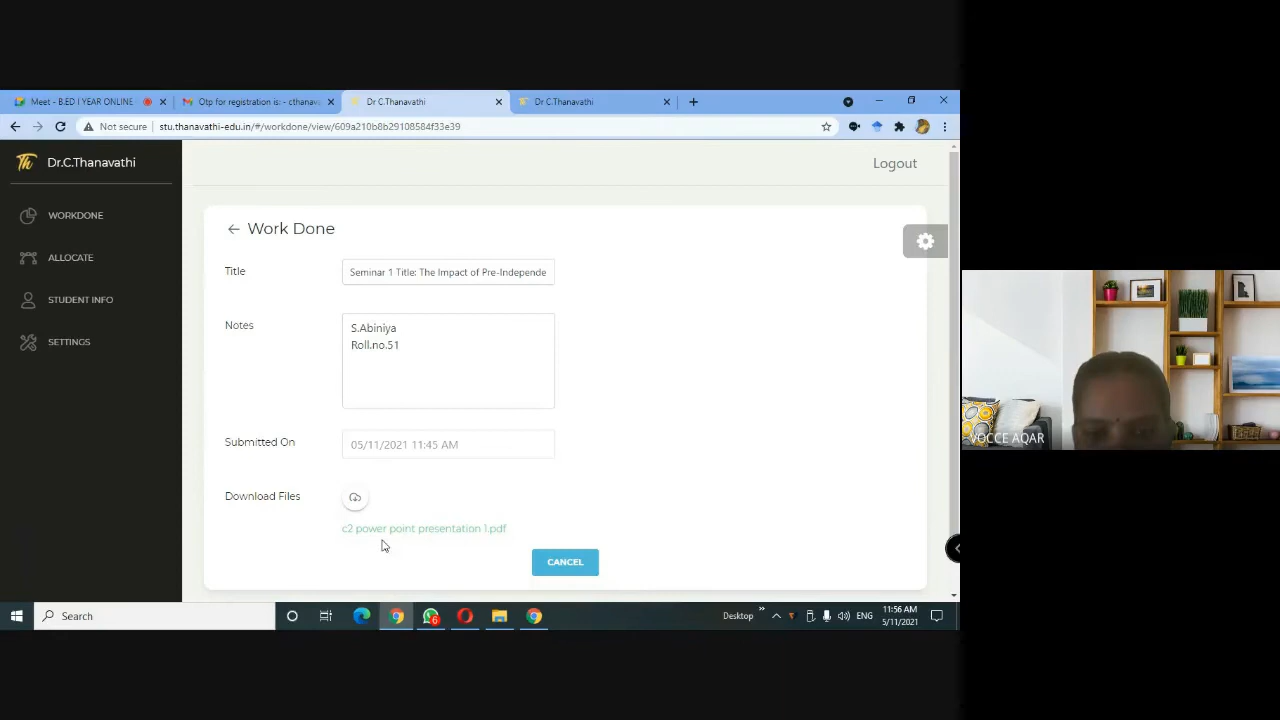 Meet - B.ED I YEAR ONLINE
Otp for registration is: - cthanava
Dr C.Thanavathi
Dr C.Thanavathi
Not secure
stu.thanavathi-edu.in/#/workdone/view/609a210b8b29108584f33e39
Th
Dr.C.Thanavathi
Logout
WORKDONE
ALLOCATE
STUDENT INFO
SETTINGS
Work Done
Title
Seminar 1 Title: The Impact of Pre-Independe
Notes
S.Abiniya
Roll.no.51
Submitted On
05/11/2021 11:45 AM
Download Files
c2 power point presentation 1.pdf
CANCEL
VOCCE AQAR
Search
6
Desktop
ENG
11:56 AM
5/11/2021